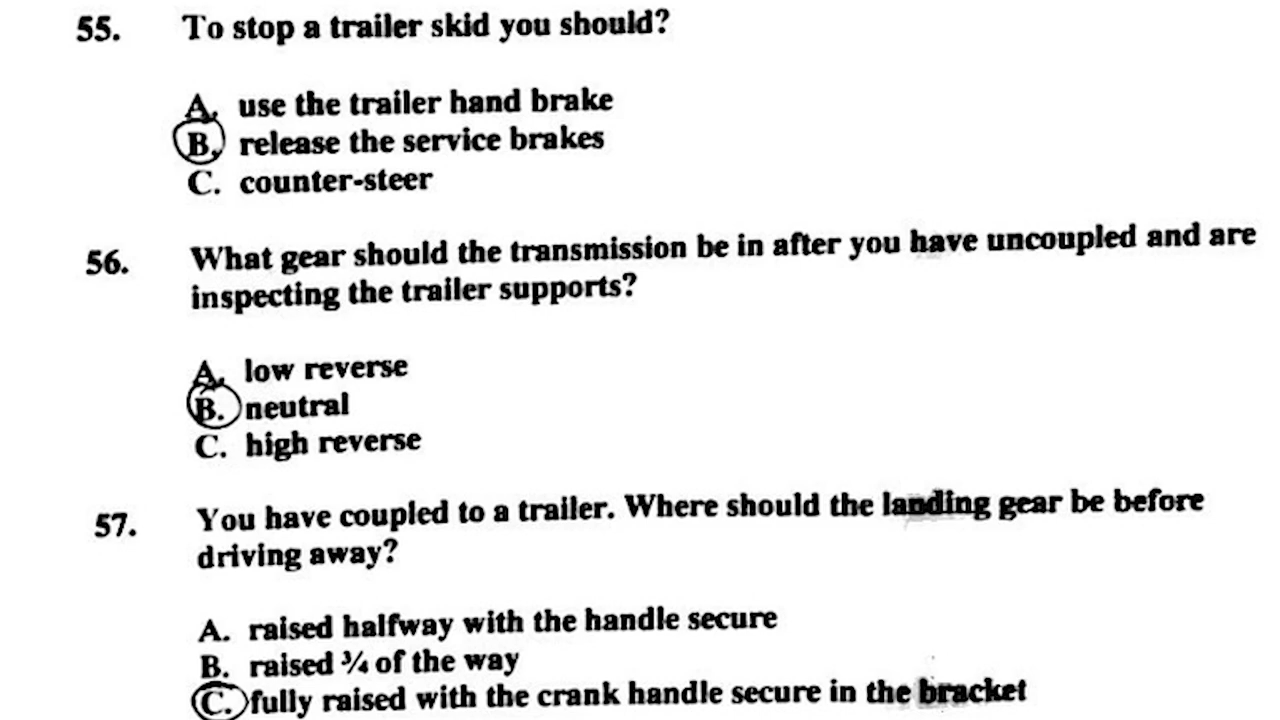 55. To stop a trailer skid you should?
A. use the trailer hand brake
B. release the service brakes
C. counter-steer
56. What gear should the transmission be in after you have uncoupled and are
inspecting the trailer supports?
A. low reverse
B. neutral
C. high reverse
57. You have coupled to a trailer. Where should the landing gear be before
driving away?
A. raised halfway with the handle secure
B. raised ¾ of the way
C. fully raised with the crank handle secure in the bracket